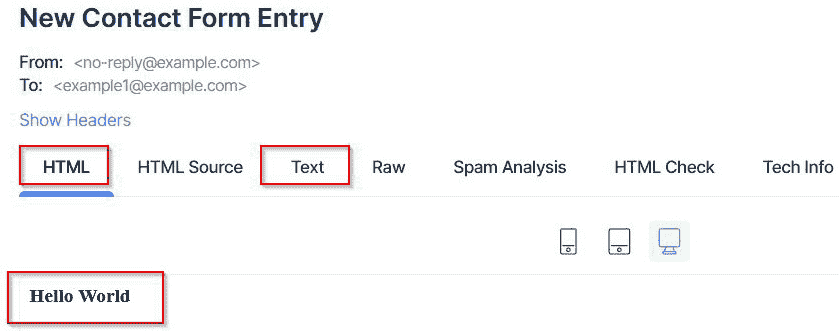 New Contact Form Entry
From: <no-reply@example.com>
To: <example1@example.com>
Show Headers
HTML HTML Source Text Raw Spam Analysis HTML Check Tech Info
Hello World